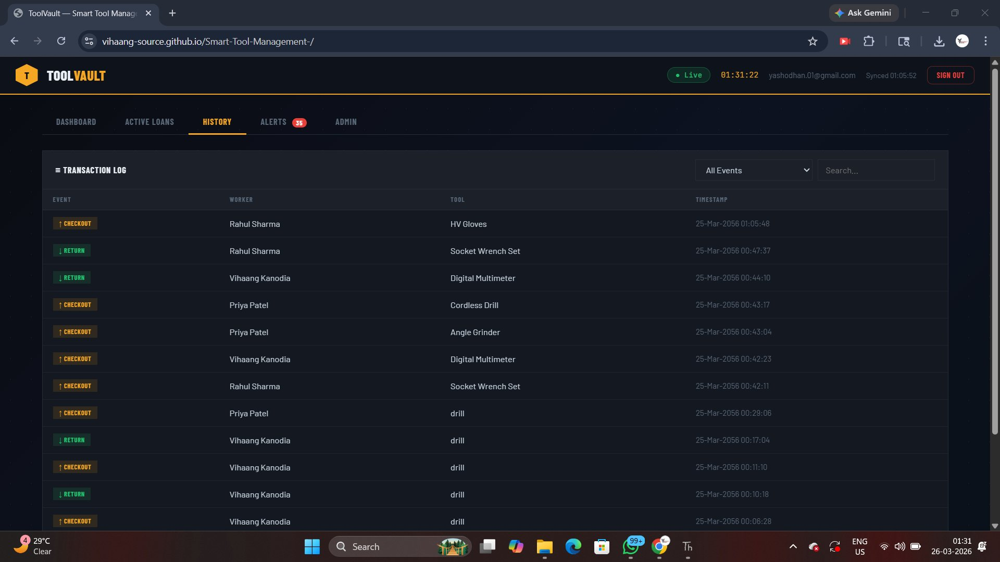 ToolVault — Smart Tool Manag
Ask Gemini
vihaang-source.github.io/Smart-Tool-Management-/
T
TOOLVAULT
● Live
01:31:22
yashodhan.01@gmail.com
Synced 01:05:52
SIGN OUT
DASHBOARD
ACTIVE LOANS
HISTORY
ALERTS 35
ADMIN
≡ TRANSACTION LOG
All Events
Search...
EVENT WORKER TOOL TIMESTAMP
↑ CHECKOUT Rahul Sharma HV Gloves 25-Mar-2056 01:05:48
↓ RETURN Rahul Sharma Socket Wrench Set 25-Mar-2056 00:47:37
↓ RETURN Vihaang Kanodia Digital Multimeter 25-Mar-2056 00:44:10
↑ CHECKOUT Priya Patel Cordless Drill 25-Mar-2056 00:43:17
↑ CHECKOUT Priya Patel Angle Grinder 25-Mar-2056 00:43:04
↑ CHECKOUT Vihaang Kanodia Digital Multimeter 25-Mar-2056 00:42:23
↑ CHECKOUT Rahul Sharma Socket Wrench Set 25-Mar-2056 00:42:11
↑ CHECKOUT Priya Patel drill 25-Mar-2056 00:29:06
↓ RETURN Vihaang Kanodia drill 25-Mar-2056 00:17:04
↑ CHECKOUT Vihaang Kanodia drill 25-Mar-2056 00:11:10
↓ RETURN Vihaang Kanodia drill 25-Mar-2056 00:10:18
↑ CHECKOUT Vihaang Kanodia drill 25-Mar-2056 00:06:28
4
29°C
Clear
Search
99+
Th
ENG
US
01:31
26-03-2026